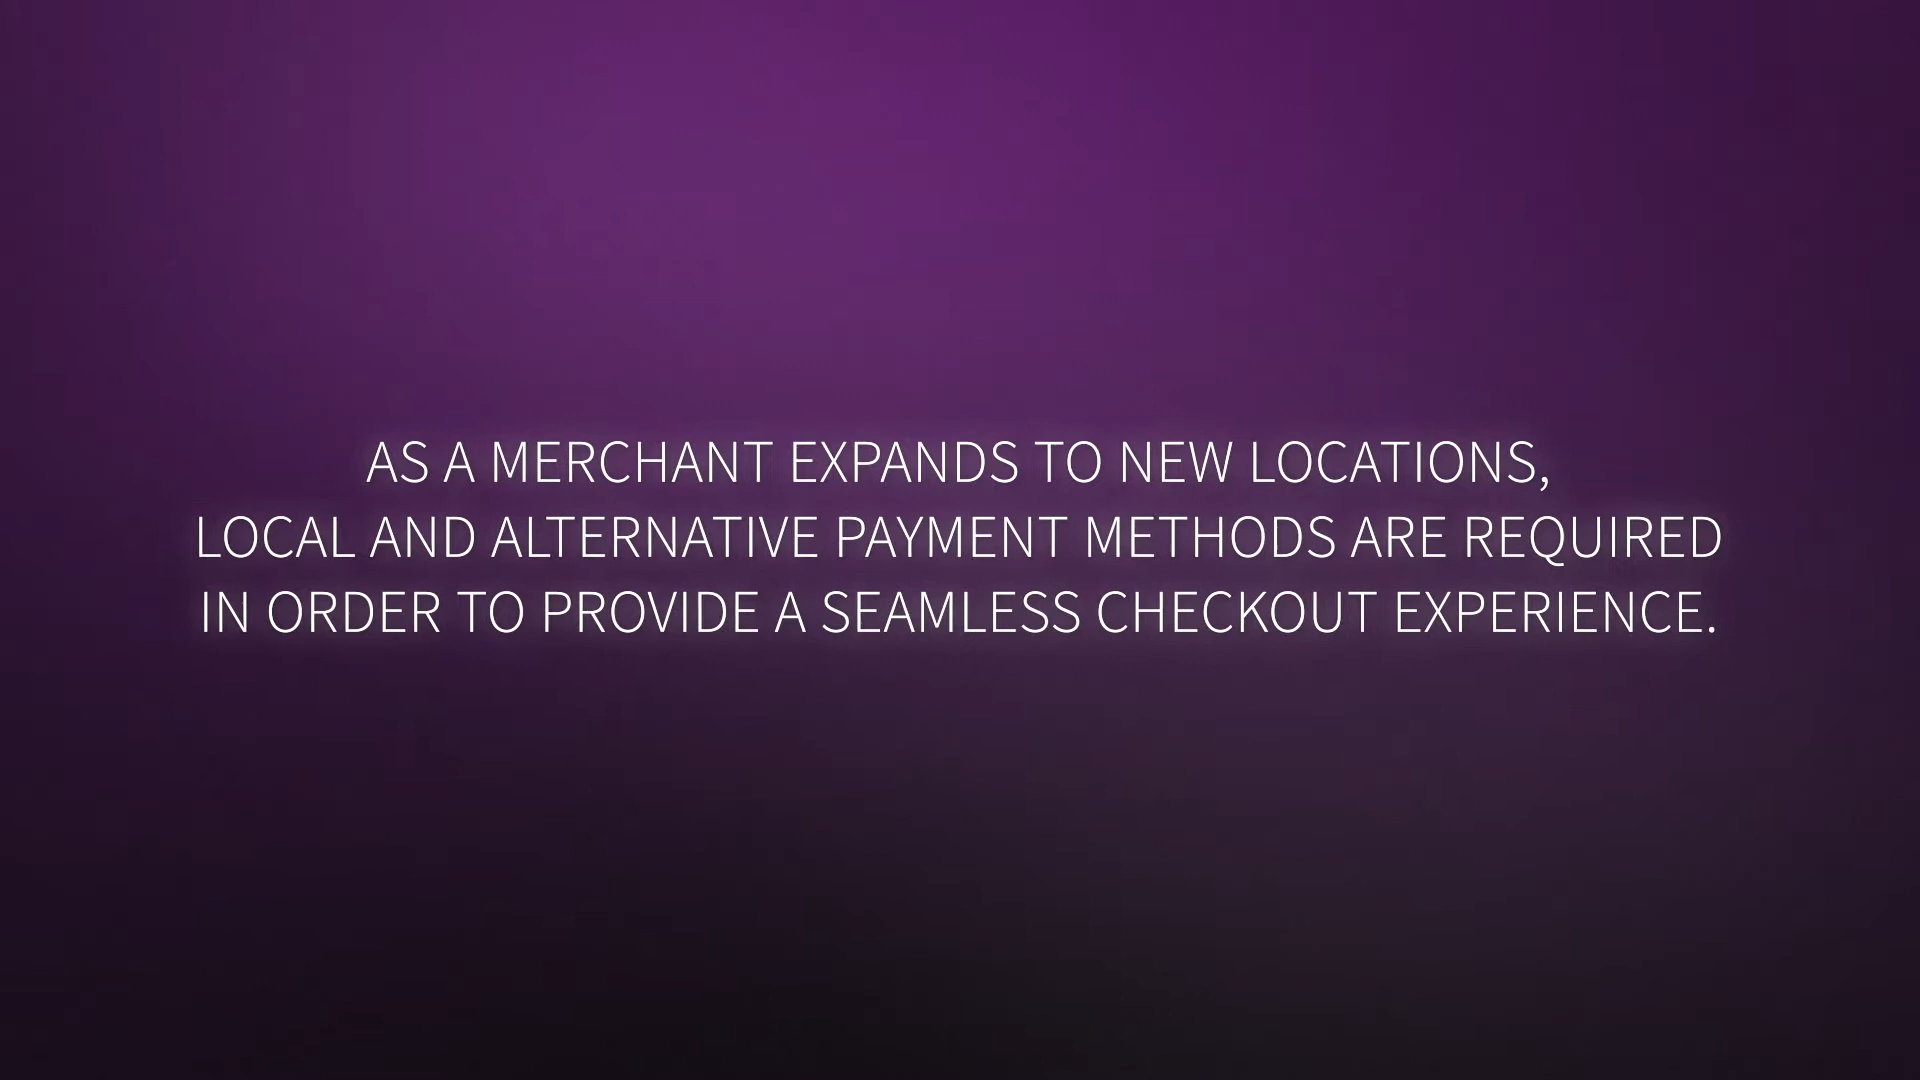 AS A MERCHANT EXPANDS TO NEW LOCATIONS,
LOCAL AND ALTERNATIVE PAYMENT METHODS ARE REQUIRED
IN ORDER TO PROVIDE A SEAMLESS CHECKOUT EXPERIENCE.